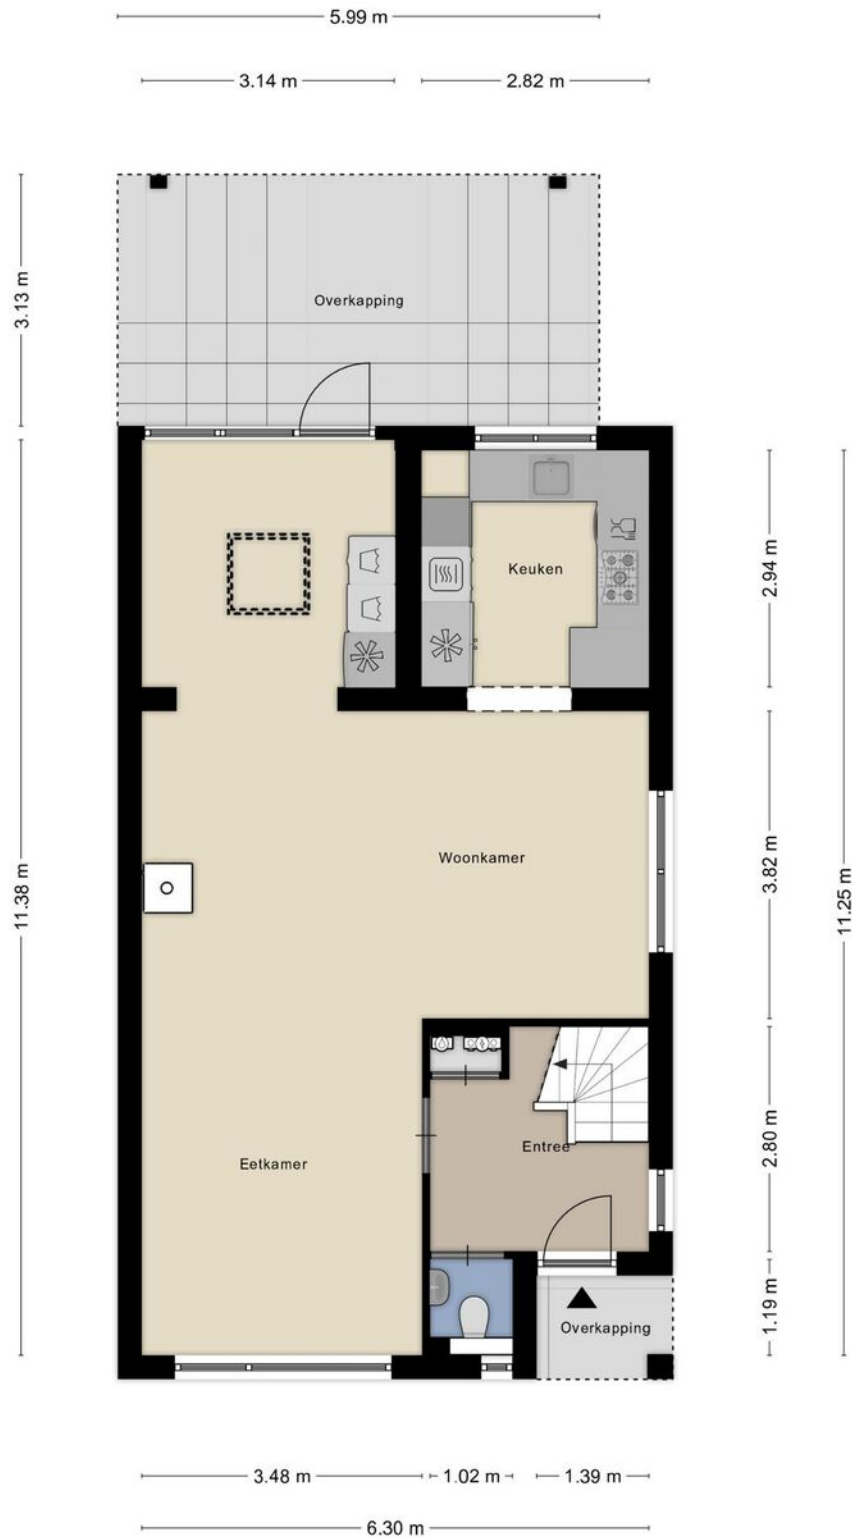 5.99 m
3.14 m
2.82 m
3.13 m
Overkapping
Keuken
2.94 m
Woonkamer
3.82 m
11.38 m
11.25 m
Entree
2.80 m
Eetkamer
Overkapping
1.19 m
3.48 m
1.02 m
1.39 m
6.30 m